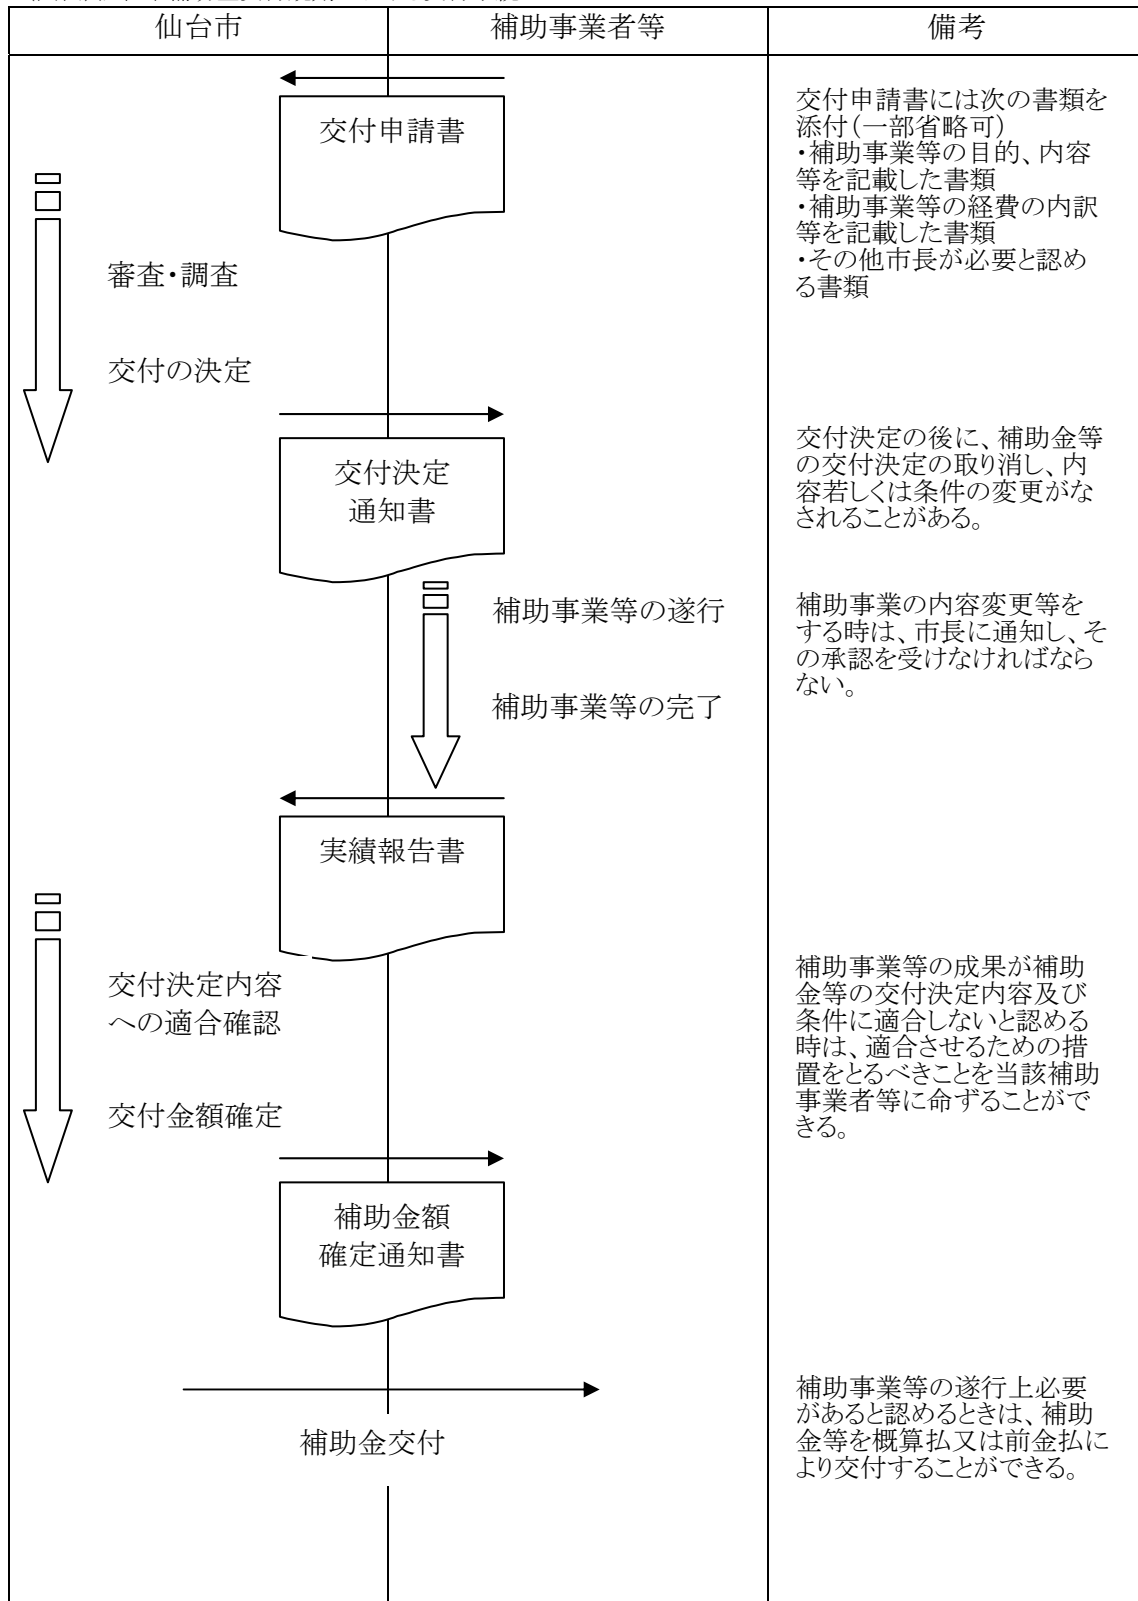 仙台市
補助事業者等
備考
交付申請書
交付申請書には次の書類を
添付(一部省略可)
・補助事業等の目的、内容
等を記載した書類
・補助事業等の経費の内訳
等を記載した書類
・その他市長が必要と認め
る書類
審査・調査
交付の決定
交付決定
通知書
交付決定の後に、補助金等
の交付決定の取り消し、内
容若しくは条件の変更がな
されることがある。
補助事業等の遂行
補助事業等の完了
補助事業の内容変更等を
する時は、市長に通知し、そ
の承認を受けなければなら
ない。
実績報告書
交付決定内容
への適合確認
交付金額確定
補助事業等の成果が補助
金等の交付決定内容及び
条件に適合しないと認める
時は、適合させるための措
置をとるべきことを当該補助
事業者等に命ずることがで
きる。
補助金額
確定通知書
補助金交付
補助事業等の遂行上必要
があると認めるときは、補助
金等を概算払又は前金払に
より交付することができる。